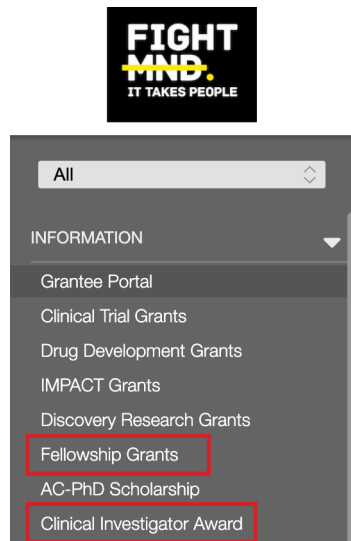 FIGHT
MND.
IT TAKES PEOPLE
All
INFORMATION
Grantee Portal
Clinical Trial Grants
Drug Development Grants
IMPACT Grants
Discovery Research Grants
Fellowship Grants
AC-PhD Scholarship
Clinical Investigator Award